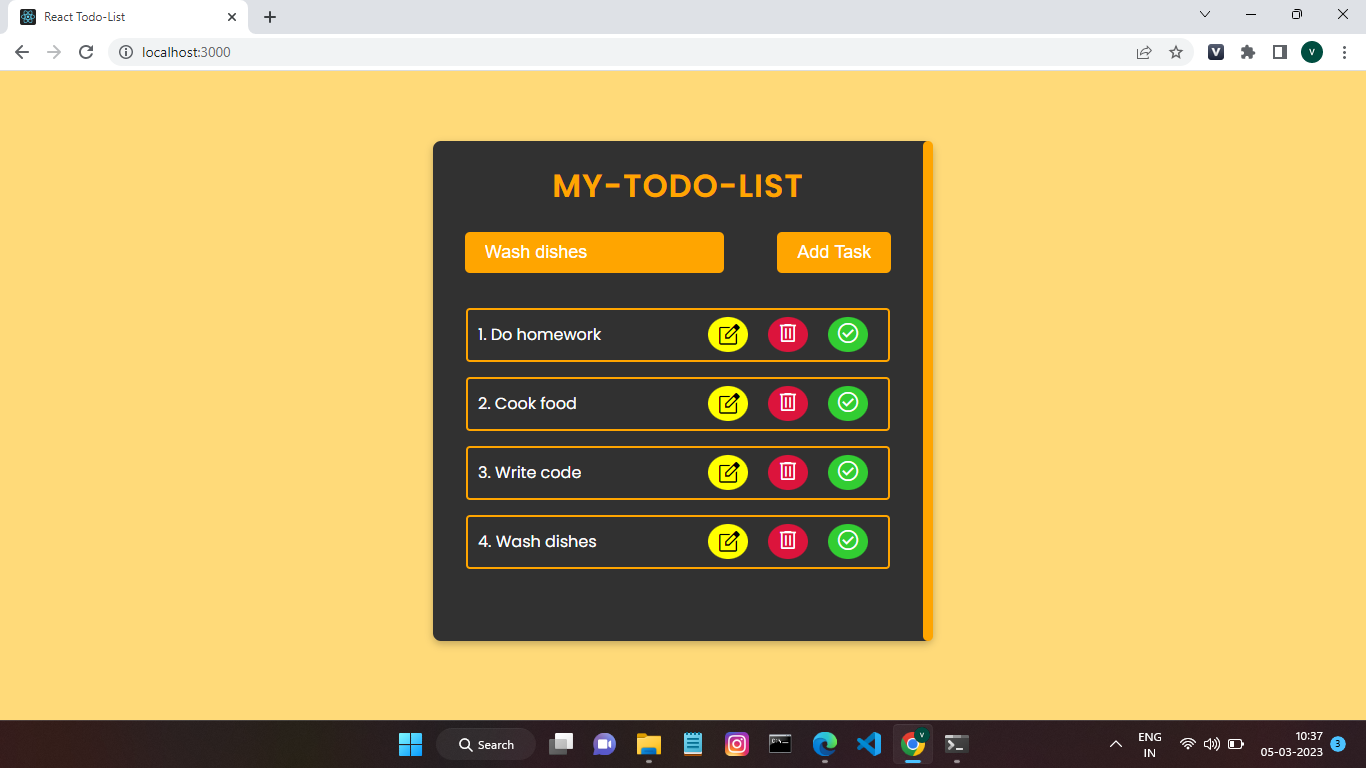 React Todo-List
localhost:3000
V
V
MY-TODO-LIST
Wash dishes
Add Task
1. Do homework
2. Cook food
3. Write code
4. Wash dishes
Search
V
ENG
IN
10:37
05-03-2023
3